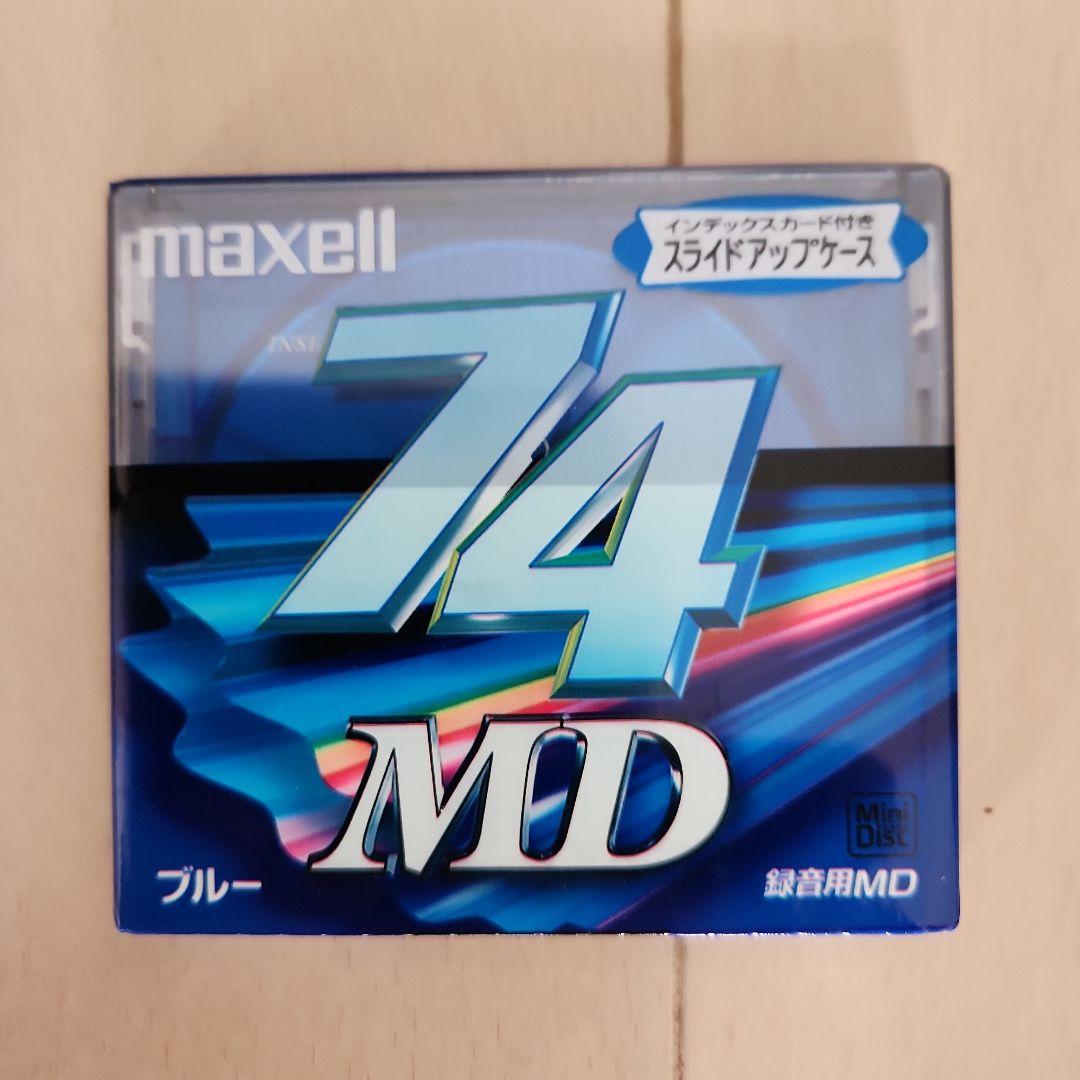 maxell
インデックスカード付き
スライドアップケース
74
MD
Mini
Disc
ブルー
録音用MD